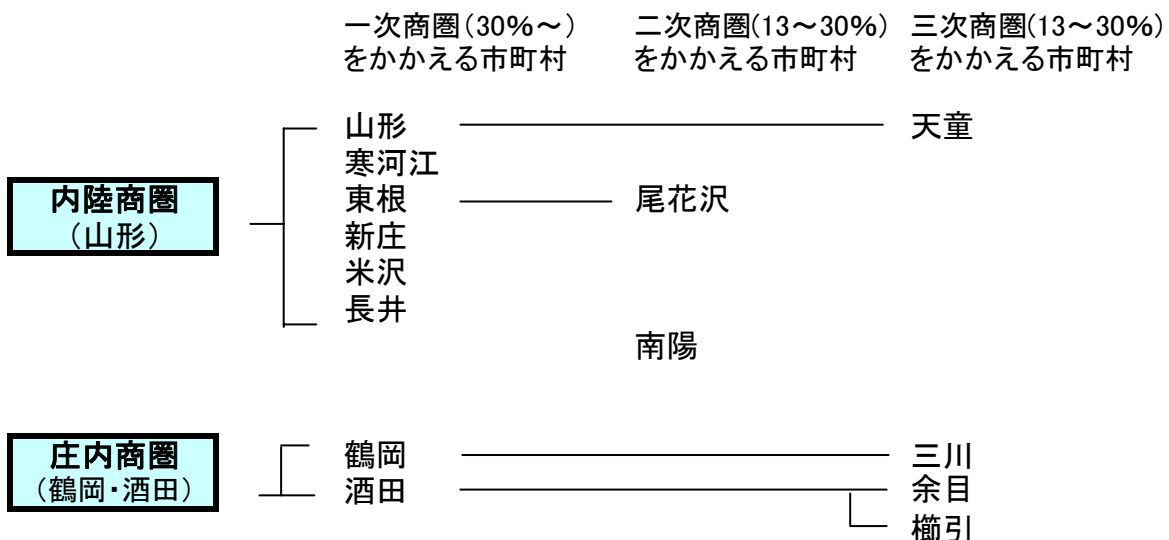 一次商圏（30％～） 二次商圏(13～30％) 三次商圏(13～30％)
をかかえる市町村 をかかえる市町村 をかかえる市町村
山形 天童
寒河江
内陸商圏
（山形）
東根 尾花沢
新庄
米沢
長井
南陽
庄内商圏
（鶴岡・酒田）
鶴岡 三川
酒田 余目
櫛引